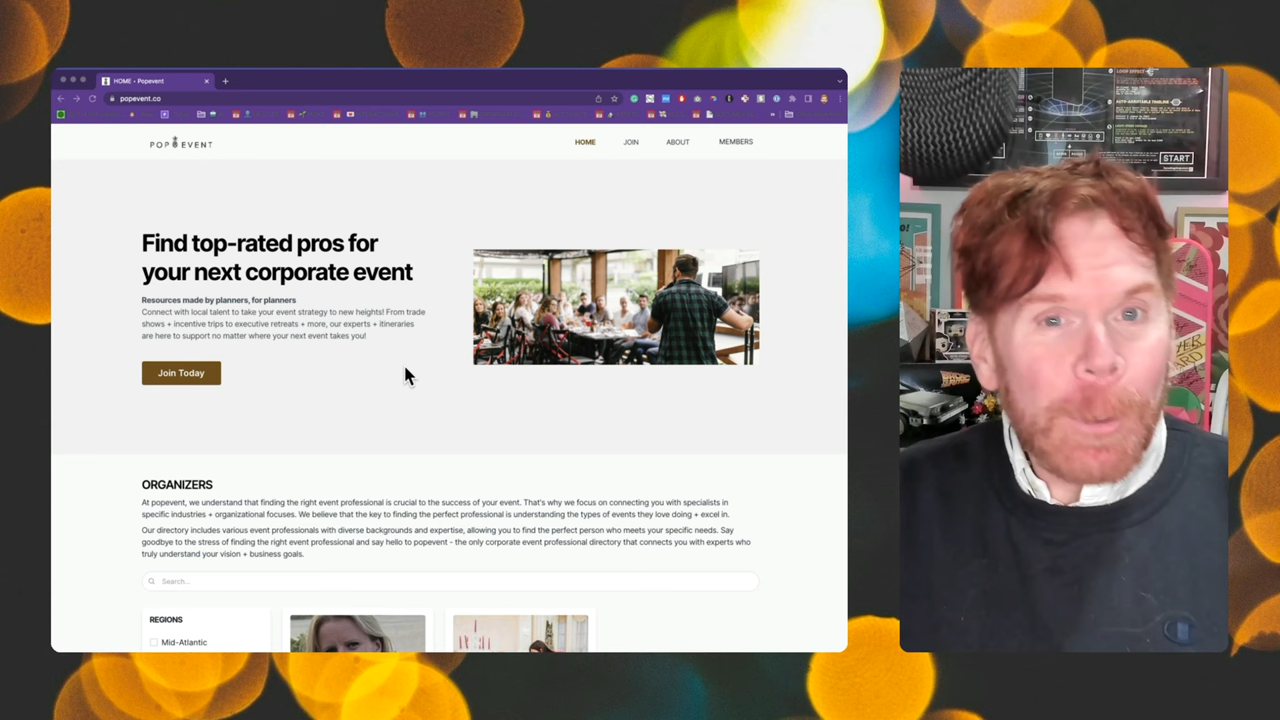 HOME • Popevent
popevent.co
POP EVENT
HOME
JOIN
ABOUT
MEMBERS
Find top-rated pros for
your next corporate event
Resources made by planners, for planners
Connect with local talent to take your event strategy to new heights! From trade
shows + incentive trips to executive retreats + more, our experts + itineraries
are here to support no matter where your next event takes you!
Join Today
ORGANIZERS
At popevent, we understand that finding the right event professional is crucial to the success of your event. That's why we focus on connecting you with specialists in
specific industries + organizational focuses. We believe that the key to finding the perfect professional is understanding the types of events they love doing + excel in.
Our directory includes various event professionals with diverse backgrounds and expertise, allowing you to find the perfect person who meets your specific needs. Say
goodbye to the stress of finding the right event professional and say hello to popevent - the only corporate event professional directory that connects you with experts who
truly understand your vision + business goals.
Search...
REGIONS
Mid-Atlantic
LOOP EFFECT
AUTO-ADJUSTABLE TIMELINE
START